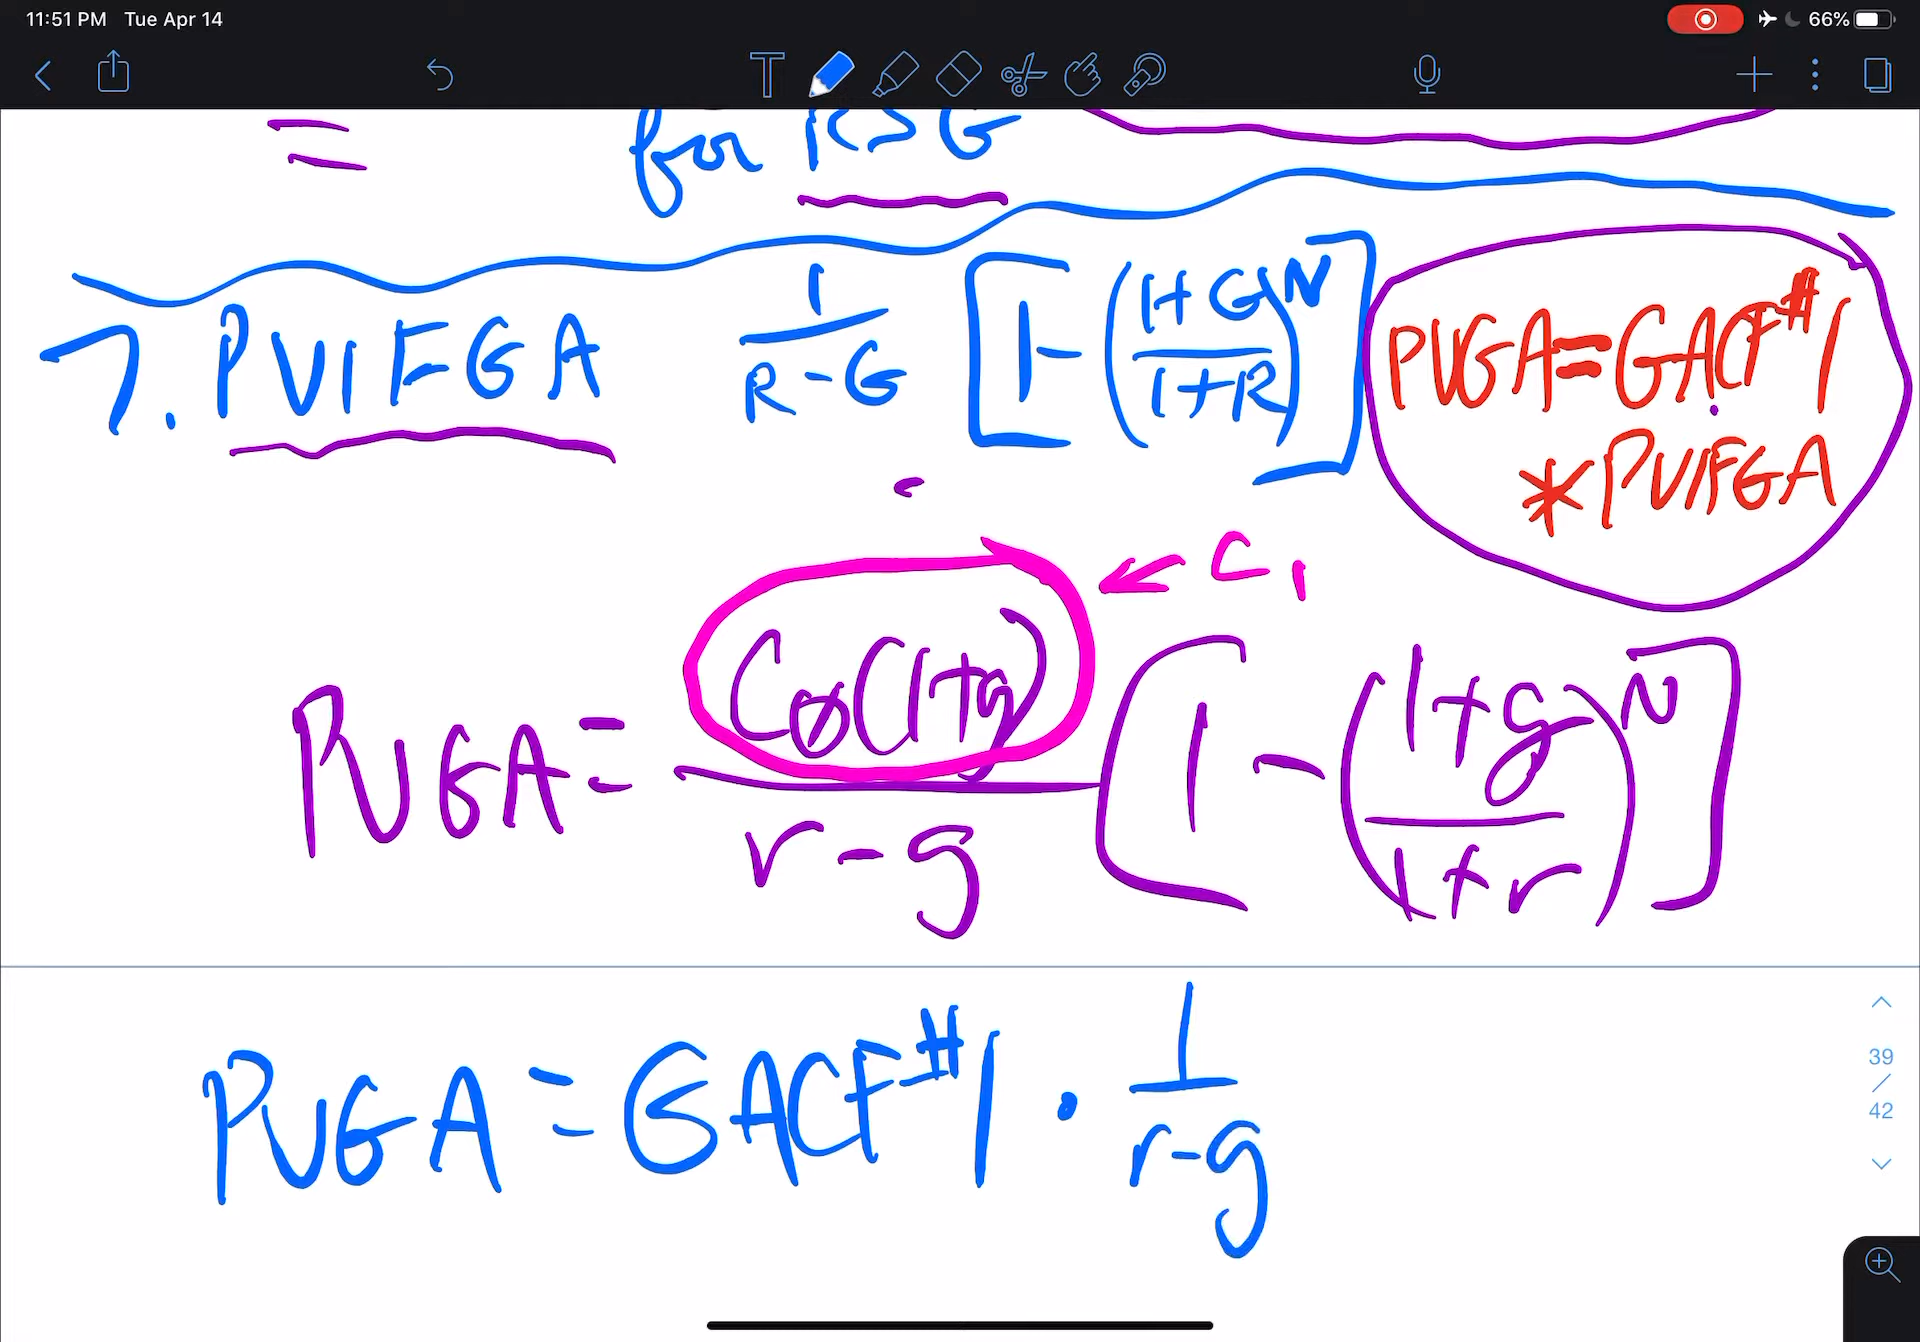 11:51 PM Tue Apr 14 66%
for RSG
7. PVIFGA 1/(R-G) [1-((1+G)/(1+R))^N]
PVGA=GACF#1
*PVIFGA
C1
PVGA= C0(1+g)/(r-g) [1-((1+g)/(1+r))^N]
PVGA=GACF#1 · 1/(r-g)
39
/
42